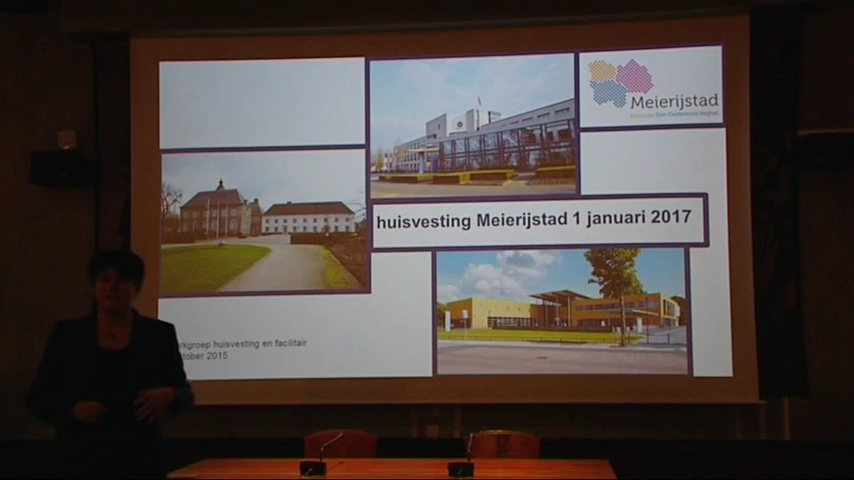 Meierijstad
huisvesting Meierijstad 1 januari 2017
rkgroep huisvesting en facilitair
tober 2015